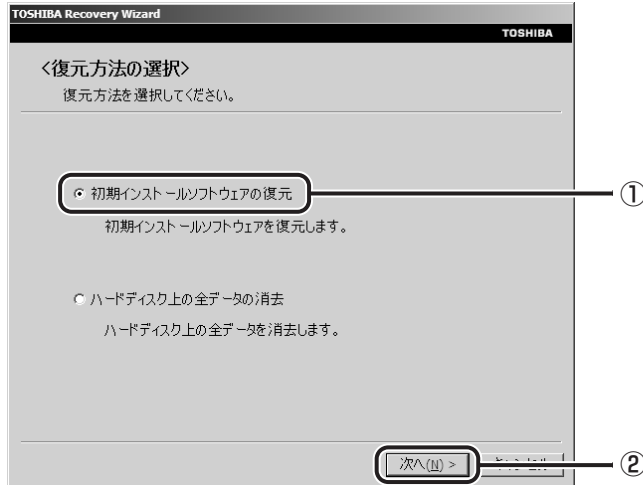 TOSHIBA Recovery Wizard
TOSHIBA
<復元方法の選択>
復元方法を選択してください。
初期インストールソフトウェアの復元
①
初期インストールソフトウェアを復元します。
ハードディスク上の全データの消去
ハードディスク上の全データを消去します。
次へ(N) >
②